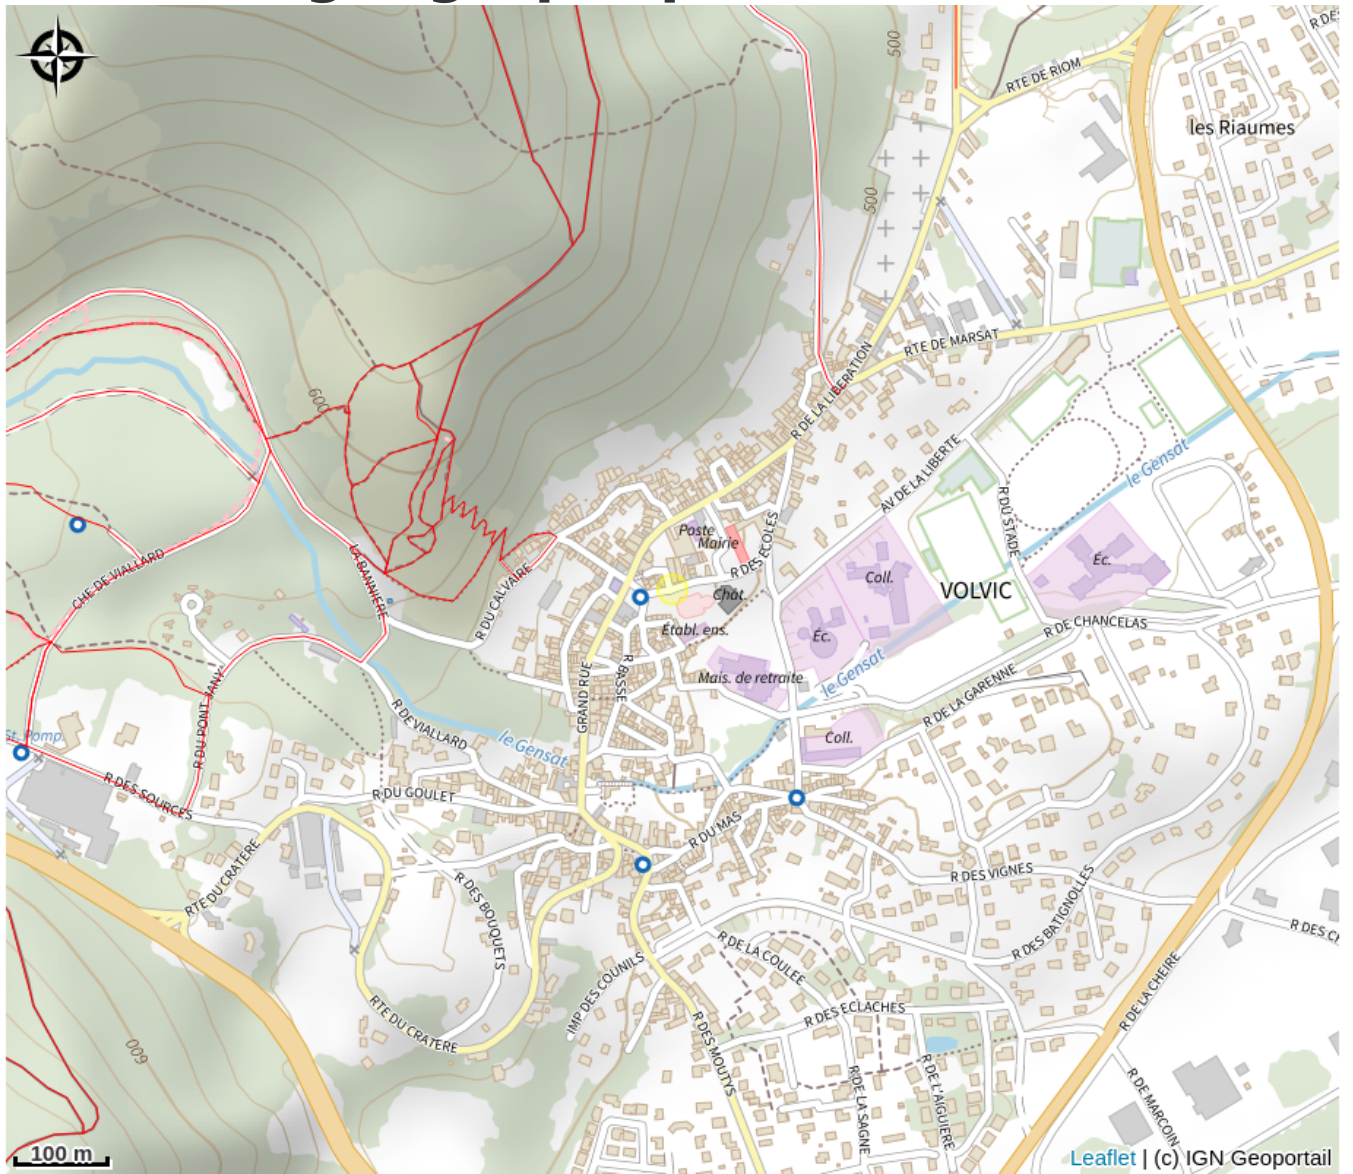 500
RTE DE RIOM
les Riaumes
500
RTE DE MARSAT
R DE LA LIBERATION
600
AV DE LA LIBERTE
le Gensat
R DU STADE
Poste
Mairie
R DES ECOLES
Coll.
Éc.
VOLVIC
CHE DE VIALLARD
LA BANNIERE
R DU CALVAIRE
Chat.
Établ. ens.
Éc.
R DE CHANCELAS
le Gensat
R BASSE
GRAND RUE
Mais. de retraite
R DE LA GARENNE
R DU PONT JANY
R DE VIALLARD
le Gensat
Coll.
St. Pomp.
R DES SOURCES
R DU GOULET
R DU MAS
RTE DU CRATERE
R DES VIGNES
R DES BOUQUETS
R DES BATIGNOLLES
R DE LA COULEE
IMP DES COUNILS
R DE LA CHEIRE
R DES ECLACHES
RTE DU CRATERE
R DES MOUTYS
600
R DE LA SAGNE
R DE L'AIGUIERE
R DE MARCOIN
100 m
Leaflet | (c) IGN Geoportail